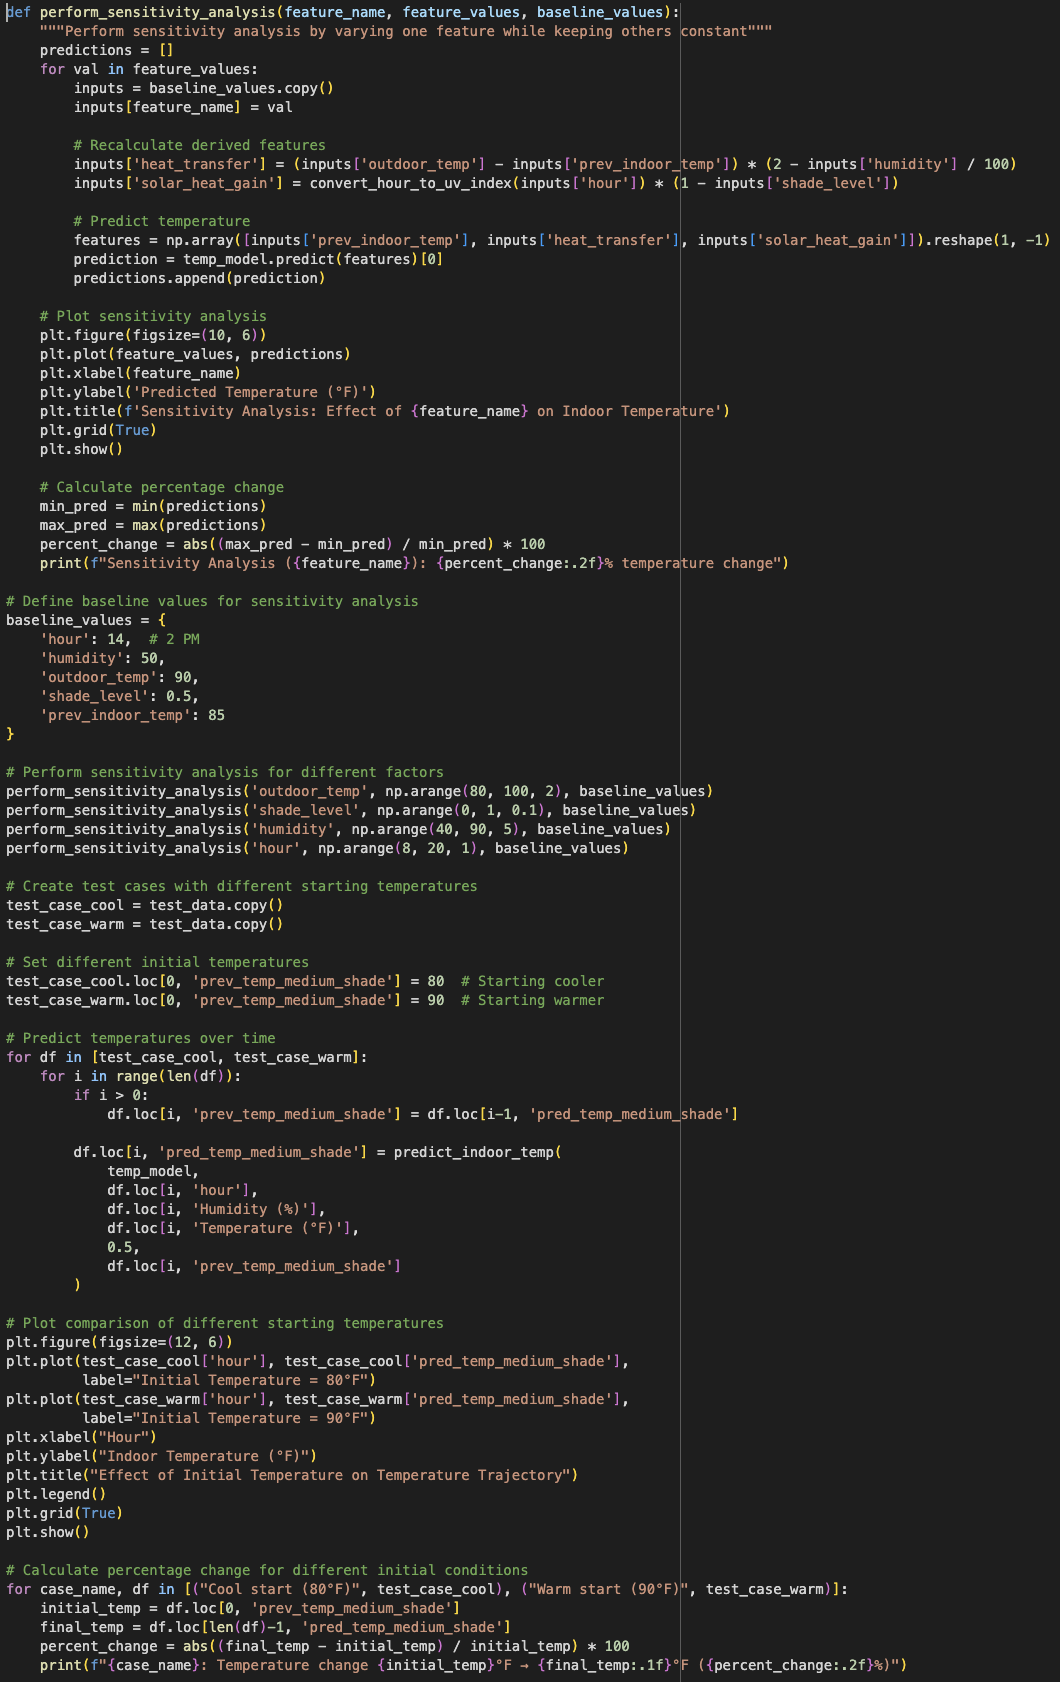 def perform_sensitivity_analysis(feature_name, feature_values, baseline_values):
    """Perform sensitivity analysis by varying one feature while keeping others constant"""
    predictions = []
    for val in feature_values:
        inputs = baseline_values.copy()
        inputs[feature_name] = val

        # Recalculate derived features
        inputs['heat_transfer'] = (inputs['outdoor_temp'] - inputs['prev_indoor_temp']) * (2 - inputs['humidity'] / 100)
        inputs['solar_heat_gain'] = convert_hour_to_uv_index(inputs['hour']) * (1 - inputs['shade_level'])

        # Predict temperature
        features = np.array([inputs['prev_indoor_temp'], inputs['heat_transfer'], inputs['solar_heat_gain']]).reshape(1, -1)
        prediction = temp_model.predict(features)[0]
        predictions.append(prediction)

    # Plot sensitivity analysis
    plt.figure(figsize=(10, 6))
    plt.plot(feature_values, predictions)
    plt.xlabel(feature_name)
    plt.ylabel('Predicted Temperature (°F)')
    plt.title(f'Sensitivity Analysis: Effect of {feature_name} on Indoor Temperature')
    plt.grid(True)
    plt.show()

    # Calculate percentage change
    min_pred = min(predictions)
    max_pred = max(predictions)
    percent_change = abs((max_pred - min_pred) / min_pred) * 100
    print(f"Sensitivity Analysis ({feature_name}): {percent_change:.2f}% temperature change")

# Define baseline values for sensitivity analysis
baseline_values = {
    'hour': 14,  # 2 PM
    'humidity': 50,
    'outdoor_temp': 90,
    'shade_level': 0.5,
    'prev_indoor_temp': 85
}

# Perform sensitivity analysis for different factors
perform_sensitivity_analysis('outdoor_temp', np.arange(80, 100, 2), baseline_values)
perform_sensitivity_analysis('shade_level', np.arange(0, 1, 0.1), baseline_values)
perform_sensitivity_analysis('humidity', np.arange(40, 90, 5), baseline_values)
perform_sensitivity_analysis('hour', np.arange(8, 20, 1), baseline_values)

# Create test cases with different starting temperatures
test_case_cool = test_data.copy()
test_case_warm = test_data.copy()

# Set different initial temperatures
test_case_cool.loc[0, 'prev_temp_medium_shade'] = 80  # Starting cooler
test_case_warm.loc[0, 'prev_temp_medium_shade'] = 90  # Starting warmer

# Predict temperatures over time
for df in [test_case_cool, test_case_warm]:
    for i in range(len(df)):
        if i > 0:
            df.loc[i, 'prev_temp_medium_shade'] = df.loc[i-1, 'pred_temp_medium_shade']

        df.loc[i, 'pred_temp_medium_shade'] = predict_indoor_temp(
            temp_model,
            df.loc[i, 'hour'],
            df.loc[i, 'Humidity (%)'],
            df.loc[i, 'Temperature (°F)'],
            0.5,
            df.loc[i, 'prev_temp_medium_shade']
        )

# Plot comparison of different starting temperatures
plt.figure(figsize=(12, 6))
plt.plot(test_case_cool['hour'], test_case_cool['pred_temp_medium_shade'],
         label="Initial Temperature = 80°F")
plt.plot(test_case_warm['hour'], test_case_warm['pred_temp_medium_shade'],
         label="Initial Temperature = 90°F")
plt.xlabel("Hour")
plt.ylabel("Indoor Temperature (°F)")
plt.title("Effect of Initial Temperature on Temperature Trajectory")
plt.legend()
plt.grid(True)
plt.show()

# Calculate percentage change for different initial conditions
for case_name, df in [("Cool start (80°F)", test_case_cool), ("Warm start (90°F)", test_case_warm)]:
    initial_temp = df.loc[0, 'prev_temp_medium_shade']
    final_temp = df.loc[len(df)-1, 'pred_temp_medium_shade']
    percent_change = abs((final_temp - initial_temp) / initial_temp) * 100
    print(f"{case_name}: Temperature change {initial_temp}°F → {final_temp:.1f}°F ({percent_change:.2f}%)")